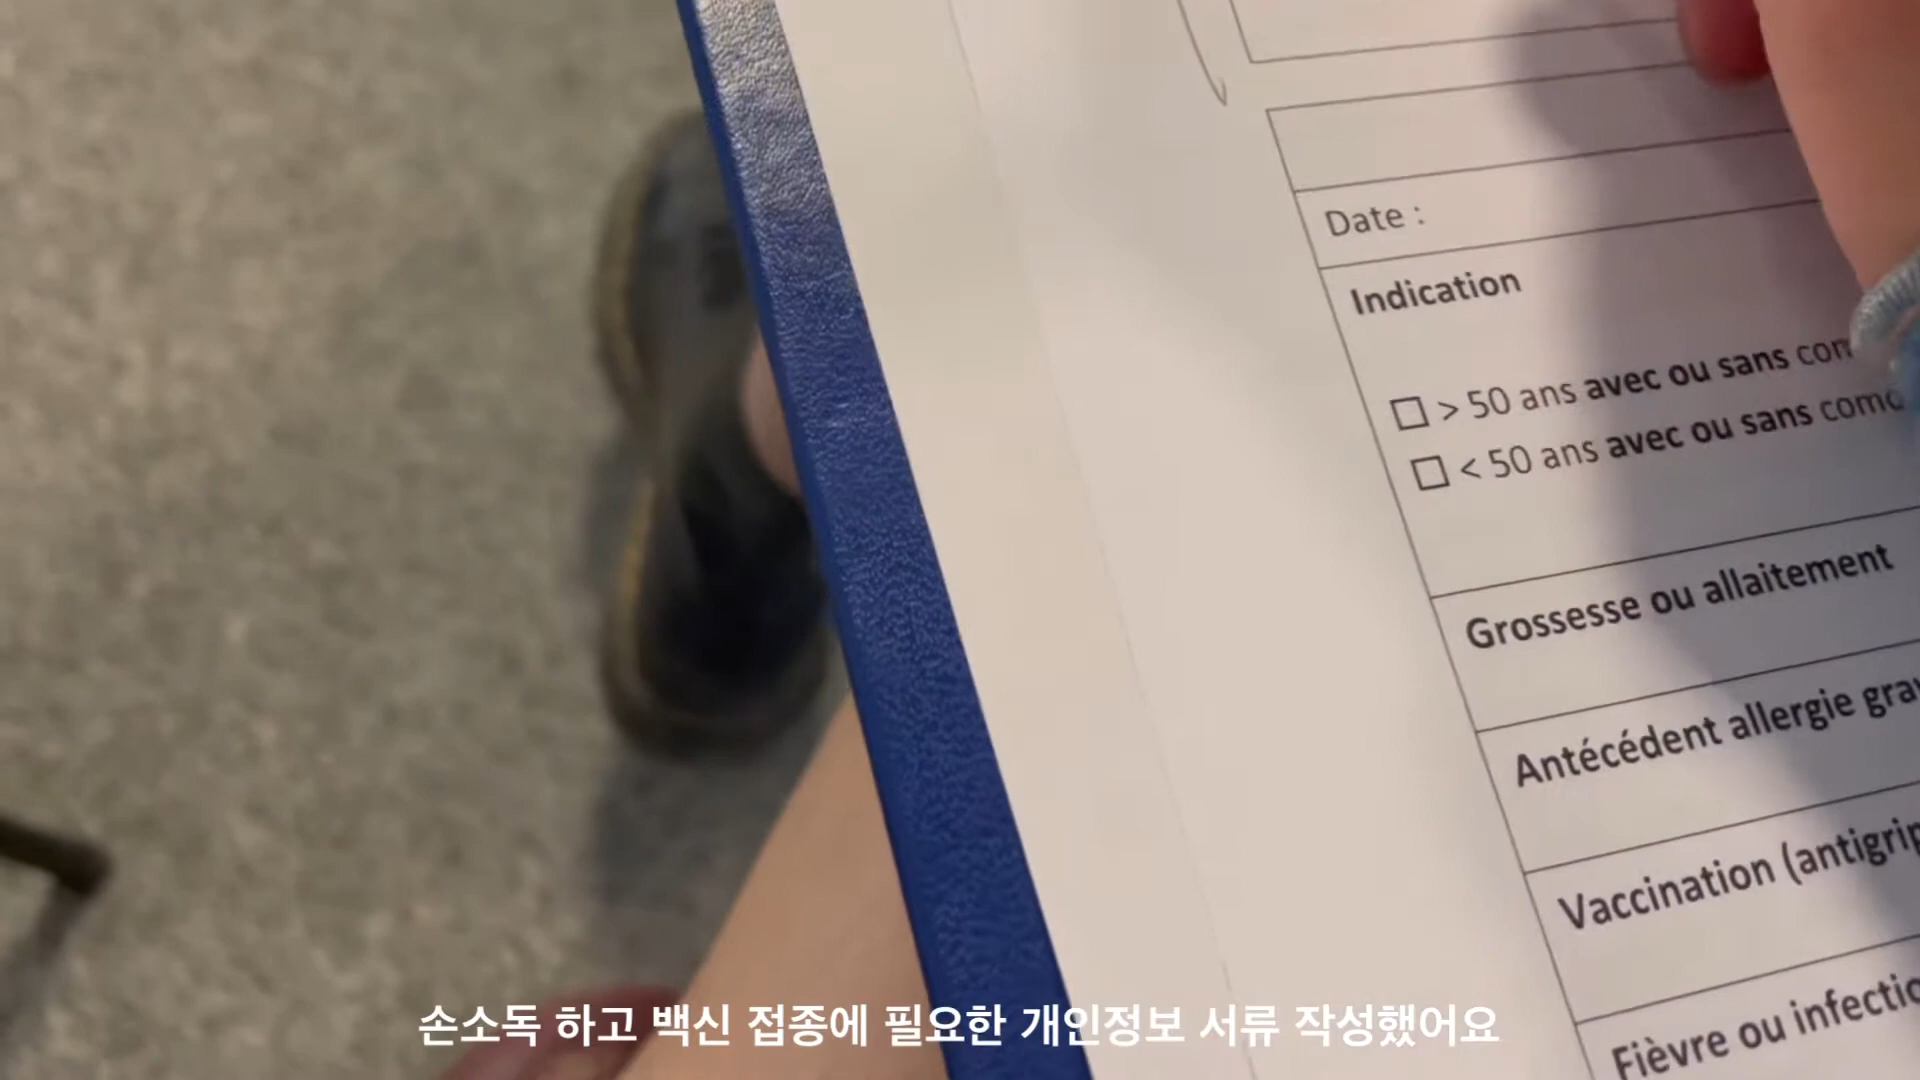 Date :
Indication
> 50 ans avec ou sans
< 50 ans avec ou sans
Grossesse ou allaitement
Antécédent allergie
Vaccination
Fièvre ou
손소독 하고 백신 접종에 필요한 개인정보 서류 작성했어요